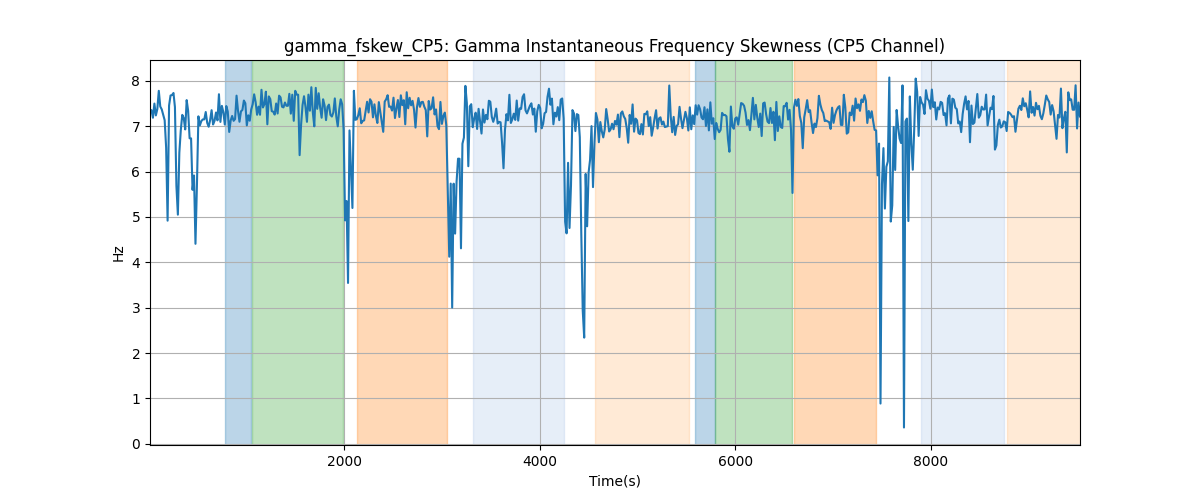 gamma_fskew_CP5: Gamma Instantaneous Frequency Skewness (CP5 Channel)
8
7
6
5
4
3
2
1
0
Hz
2000 4000 6000 8000
Time(s)